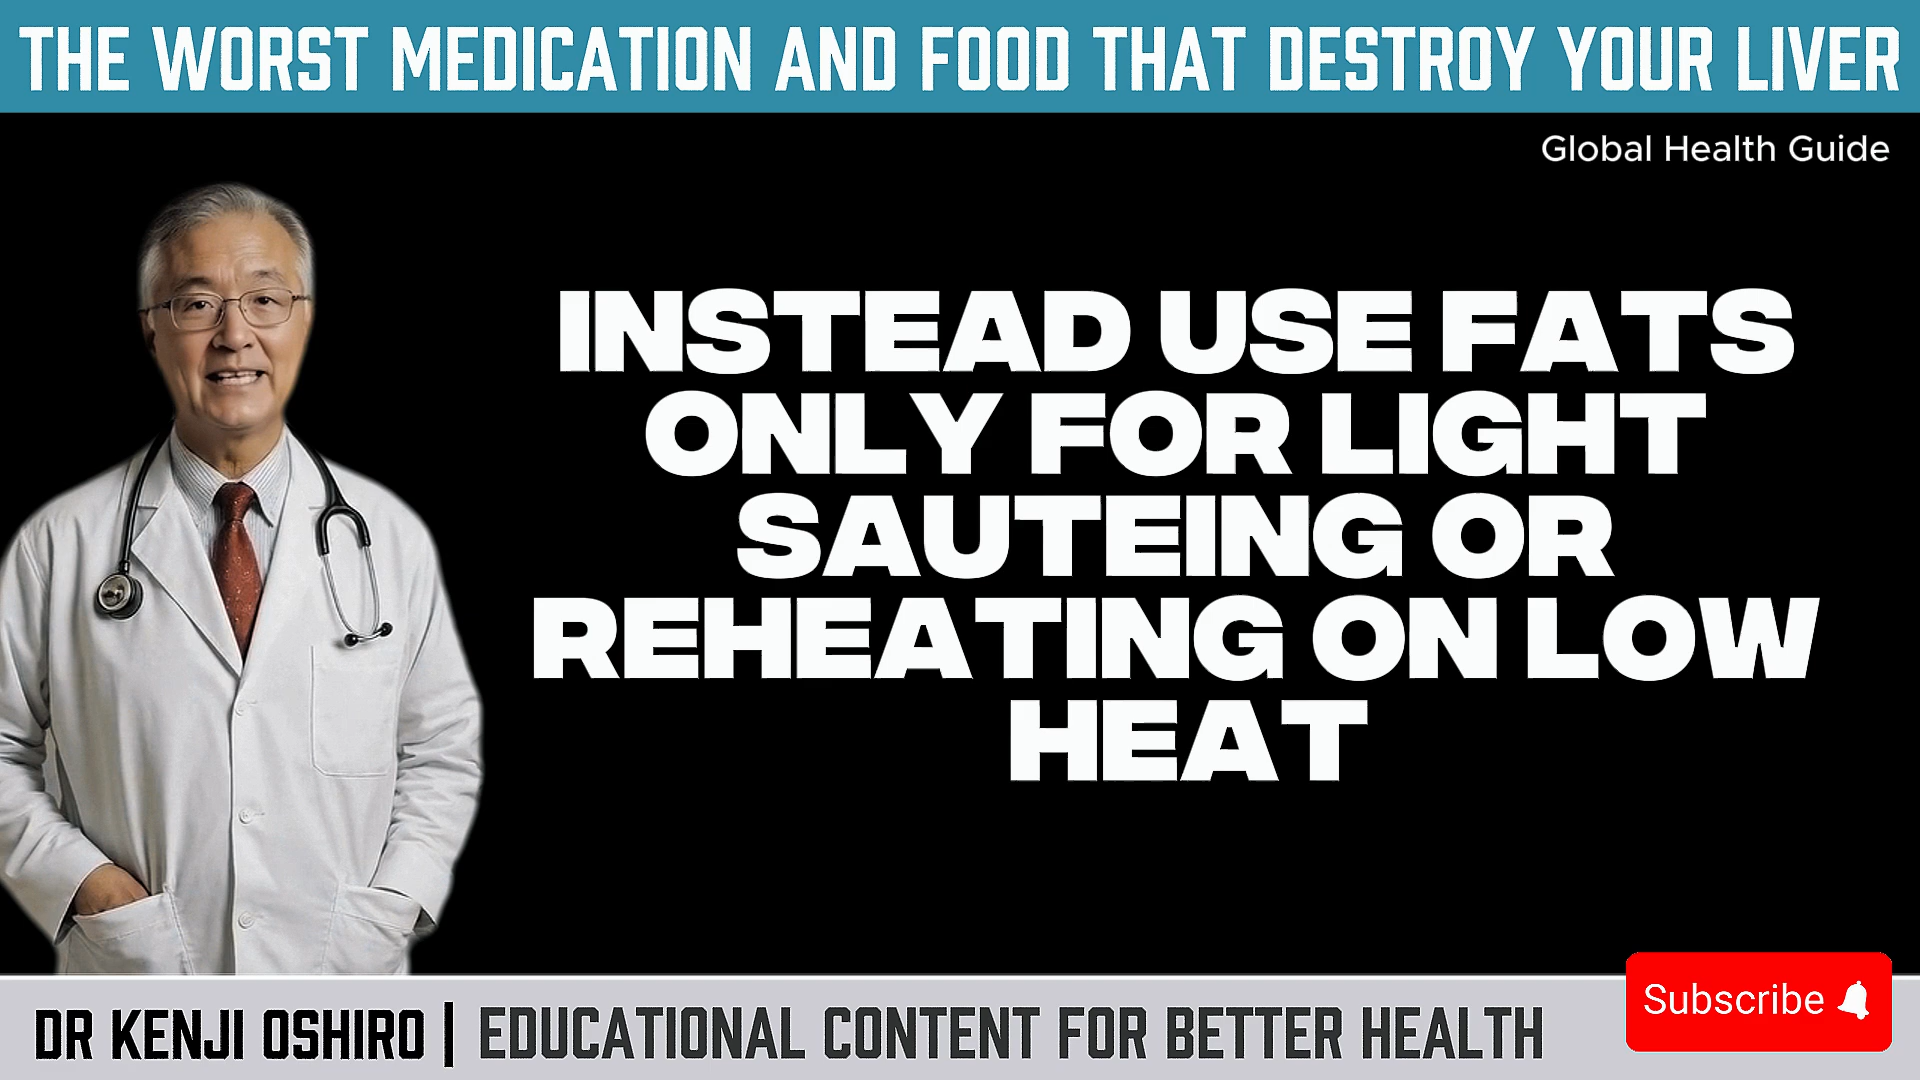 THE WORST MEDICATION AND FOOD THAT DESTROY YOUR LIVER
Global Health Guide
INSTEAD USE FATS
ONLY FOR LIGHT
SAUTEING OR
REHEATING ON LOW
HEAT
DR KENJI OSHIRO | EDUCATIONAL CONTENT FOR BETTER HEALTH
Subscribe